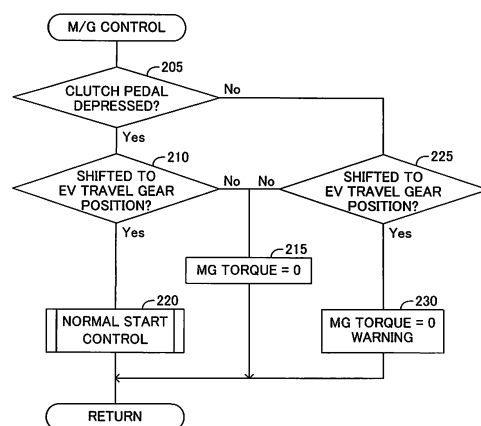 M/G CONTROL
205
CLUTCH PEDAL
DEPRESSED?
No
Yes
210
SHIFTED TO
EV TRAVEL GEAR
POSITION?
No
No
225
SHIFTED TO
EV TRAVEL GEAR
POSITION?
Yes
Yes
215
MG TORQUE = 0
220
NORMAL START
CONTROL
230
MG TORQUE = 0
WARNING
RETURN